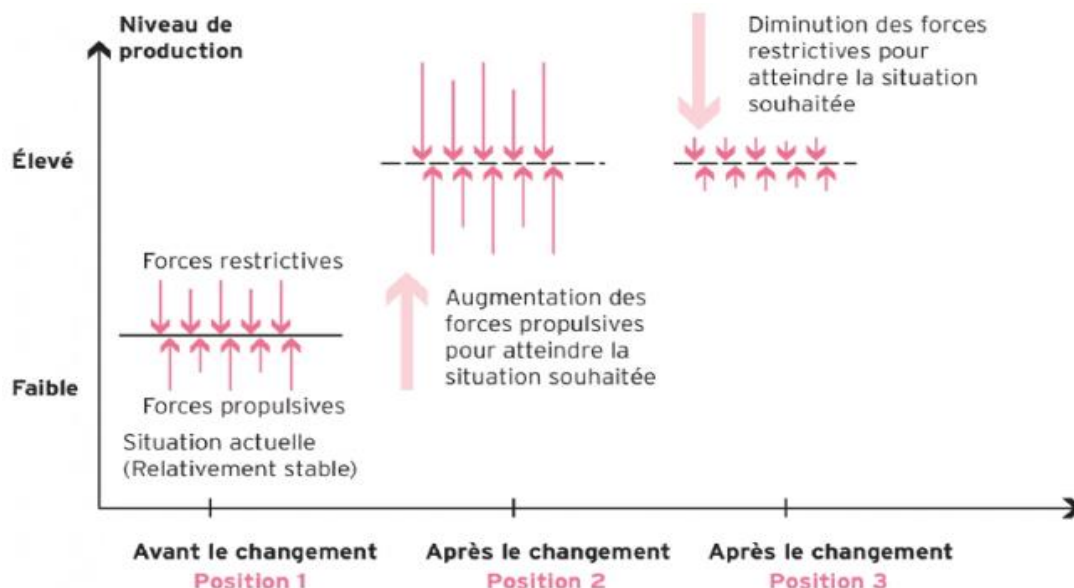 Niveau de
production
Élevé
Faible
Forces restrictives
Forces propulsives
Situation actuelle
(Relativement stable)
Augmentation des
forces propulsives
pour atteindre la
situation souhaitée
Diminution des forces
restrictives pour
atteindre la situation
souhaitée
Avant le changement
Position 1
Après le changement
Position 2
Après le changement
Position 3